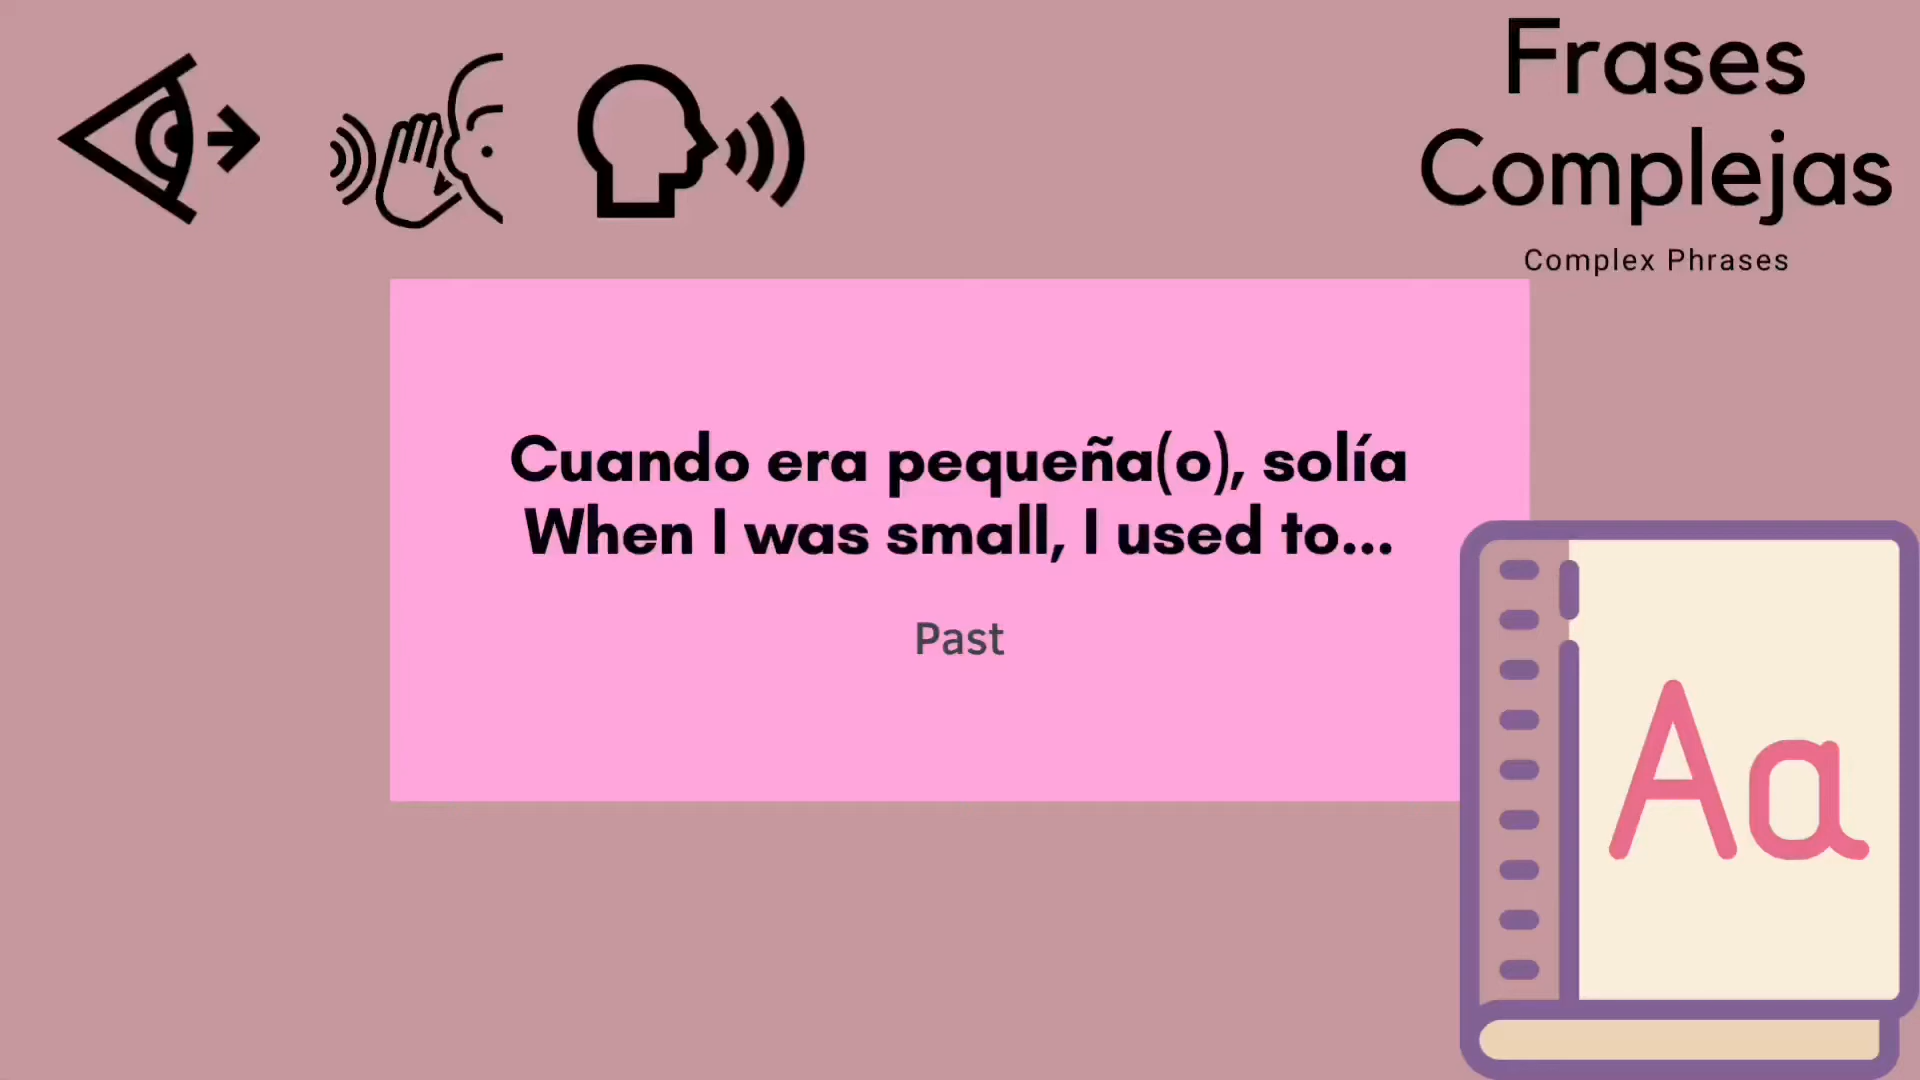 Frases
Complejas
Complex Phrases
Cuando era pequeña(o), solía
When I was small, I used to...
Past
Aa